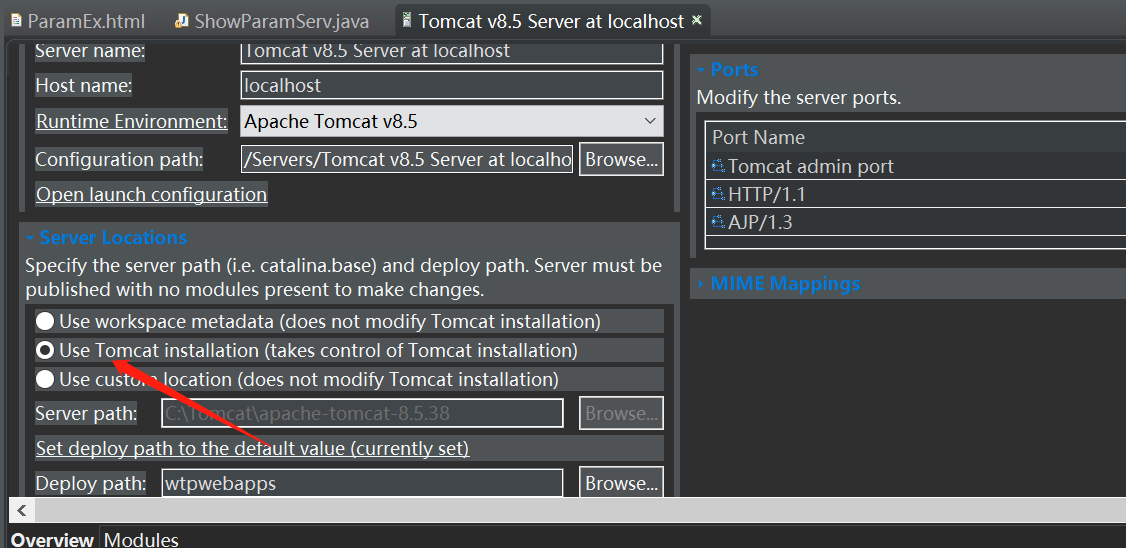 ParamEx.html ShowParamServ.java Tomcat v8.5 Server at localhost
Server name: Tomcat v8.5 Server at localhost
Host name: localhost
Runtime Environment: Apache Tomcat v8.5
Configuration path: /Servers/Tomcat v8.5 Server at localho Browse...
Open launch configuration
Server Locations
Specify the server path (i.e. catalina.base) and deploy path. Server must be
published with no modules present to make changes.
Use workspace metadata (does not modify Tomcat installation)
Use Tomcat installation (takes control of Tomcat installation)
Use custom location (does not modify Tomcat installation)
Server path: C:\Tomcat\apache-tomcat-8.5.38 Browse...
Set deploy path to the default value (currently set)
Deploy path: wtpwebapps Browse...
Ports
Modify the server ports.
Port Name
Tomcat admin port
HTTP/1.1
AJP/1.3
MIME Mappings
Overview Modules